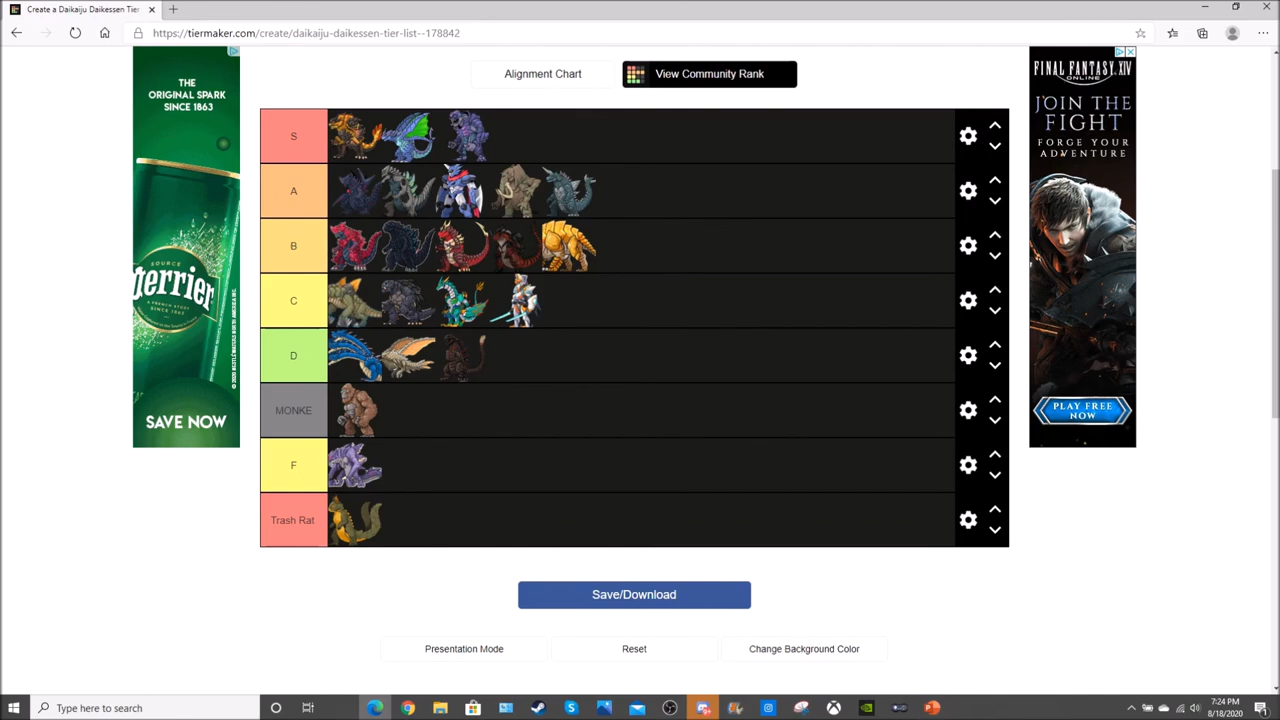 Create a Daikaiju Daikessen Tier
https://tiermaker.com/create/daikaiju-daikessen-tier-list--178842
Alignment Chart
View Community Rank
THE
ORIGINAL SPARK
SINCE 1863
SOURCE
perrier
SINCE 1863
SAVE NOW
S
A
B
C
D
MONKE
F
Trash Rat
FINAL FANTASY XIV
ONLINE
JOIN THE
FIGHT
FORGE YOUR
ADVENTURE
PLAY FREE
NOW
Save/Download
Presentation Mode
Reset
Change Background Color
Type here to search
7:24 PM
8/18/2020